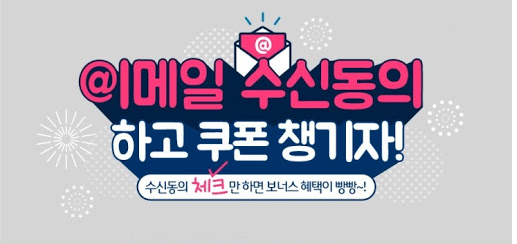 @
@이메일 수신동의
하고 쿠폰 챙기자!
수신동의 체크만 하면 보너스 혜택이 빵빵~!